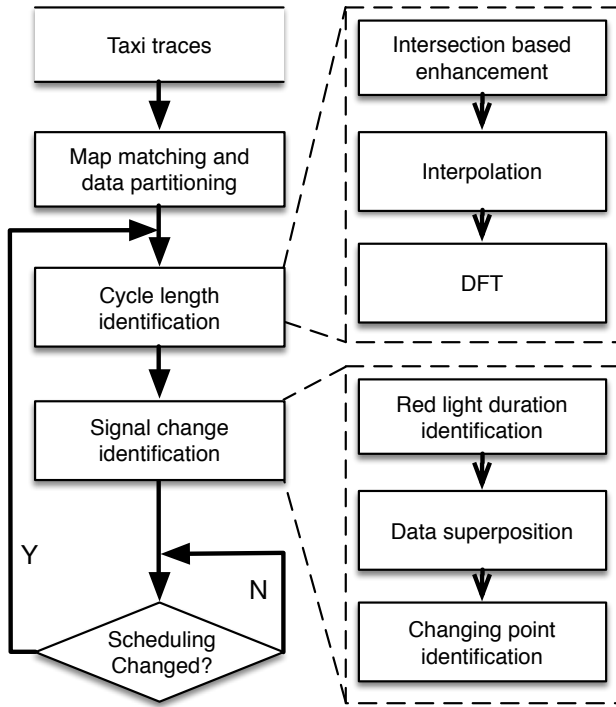 Taxi traces
Map matching and
data partitioning
Cycle length
identification
Signal change
identification
Y
N
Scheduling
Changed?
Intersection based
enhancement
Interpolation
DFT
Red light duration
identification
Data superposition
Changing point
identification